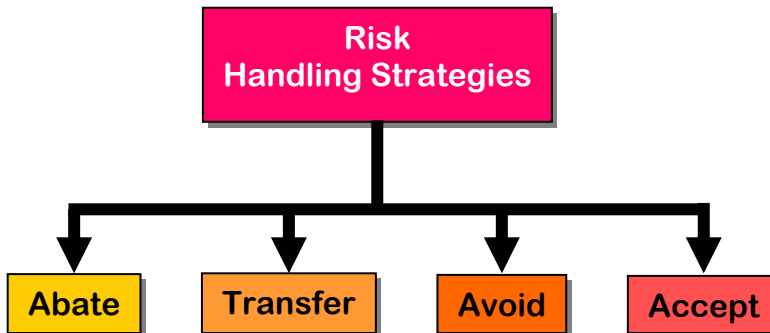 Risk
Handling Strategies
Abate
Transfer
Avoid
Accept